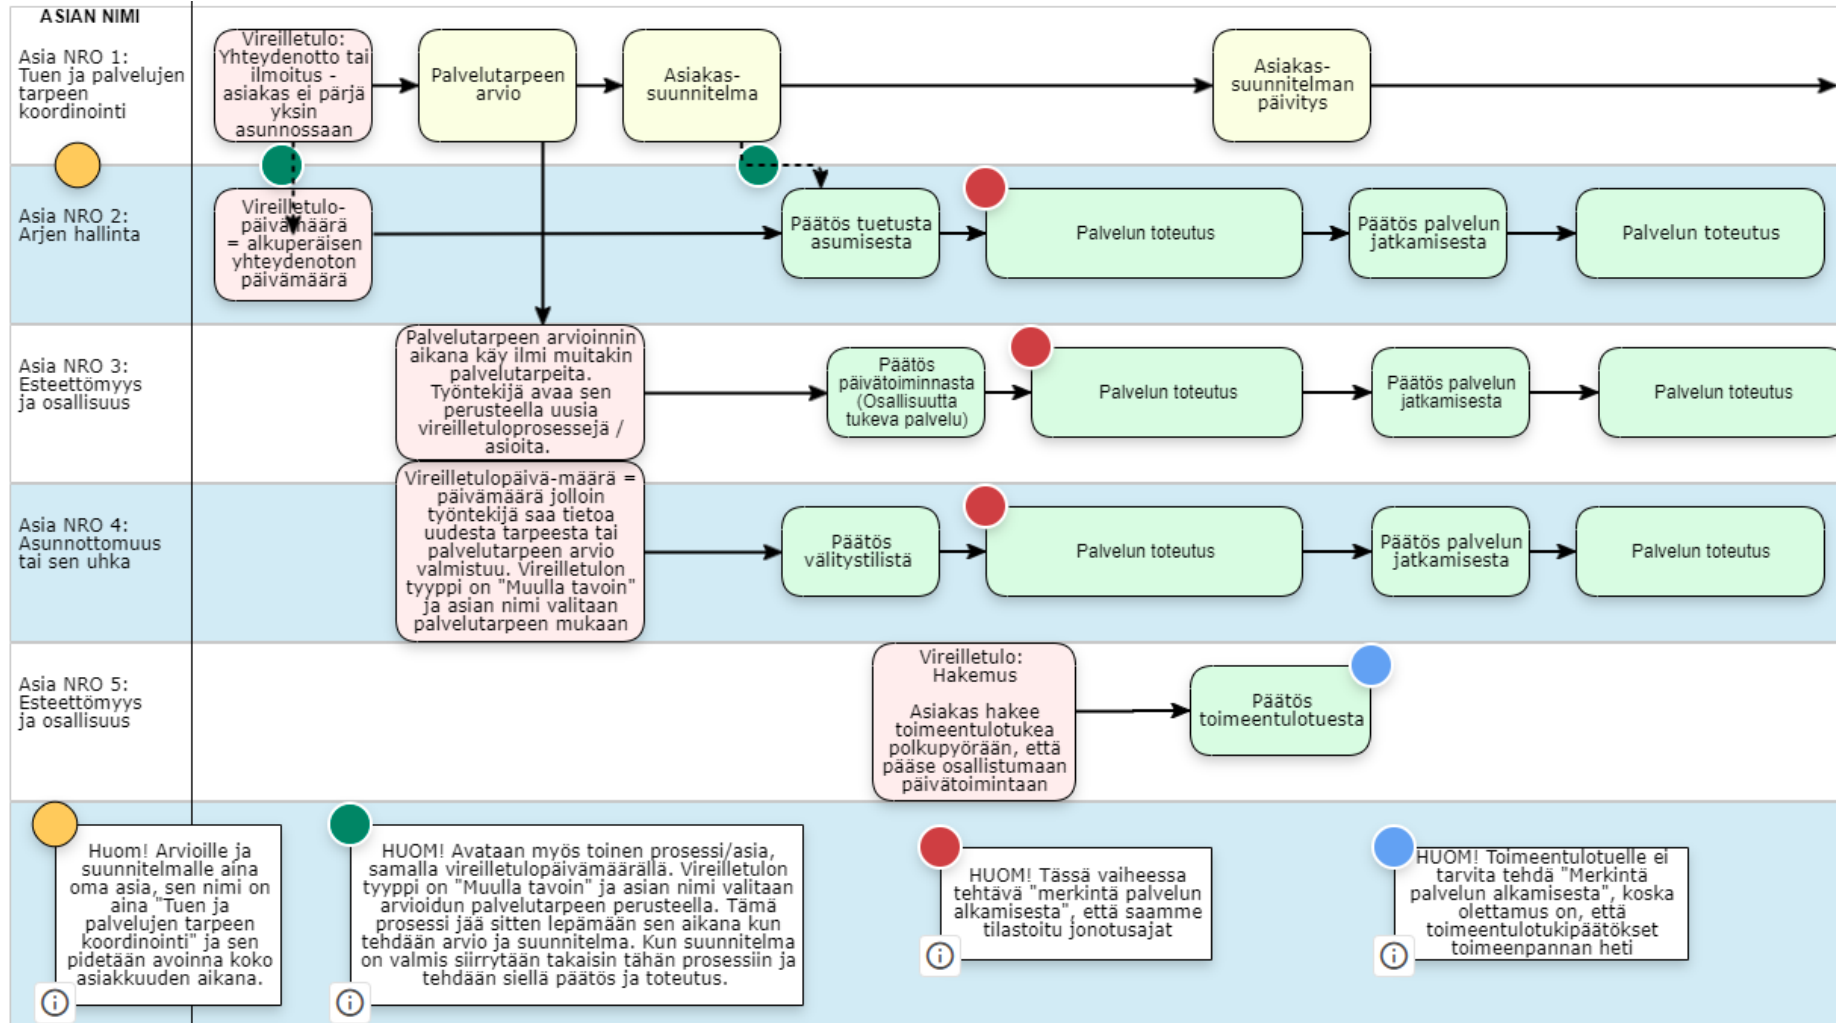 ASIAN NIMI
Asia NRO 1:
Tuen ja palvelujen
tarpeen
koordinointi
Vireilletulo:
Yhteydenotto tai
ilmoitus -
asiakas ei pärjä
yksin
asunnossaan
Palvelutarpeen
arvio
Asiakas-
suunnitelma
Asiakas-
suunnitelman
päivitys
Asia NRO 2:
Arjen hallinta
Vireilletulo-
päivämäärä
= alkuperäisen
yhteydenoton
päivämäärä
Päätös tuetusta
asumisesta
Palvelun toteutus
Päätös palvelun
jatkamisesta
Palvelun toteutus
Asia NRO 3:
Esteettömyys
ja osallisuus
Palvelutarpeen arvioinnin
aikana käy ilmi muitakin
palvelutarpeita.
Työntekijä avaa sen
perusteella uusia
vireilletuloprosessejä /
asioita.
Päätös
päivätoiminnasta
(Osallisuutta
tukeva palvelu)
Palvelun toteutus
Päätös palvelun
jatkamisesta
Palvelun toteutus
Asia NRO 4:
Asunnottomuus
tai sen uhka
Vireilletulopäivä-määrä =
päivämäärä jolloin
työntekijä saa tietoa
uudesta tarpeesta tai
palvelutarpeen arvio
valmistuu. Vireilletulon
tyyppi on "Muulla tavoin"
ja asian nimi valitaan
palvelutarpeen mukaan
Päätös
välitystilistä
Palvelun toteutus
Päätös palvelun
jatkamisesta
Palvelun toteutus
Asia NRO 5:
Esteettömyys
ja osallisuus
Vireilletulo:
Hakemus
Asiakas hakee
toimeentulotukea
polkupyörään, että
pääse osallistumaan
päivätoimintaan
Päätös
toimeentulotuesta
Huom! Arvioille ja
suunnitelmalle aina
oma asia, sen nimi on
aina "Tuen ja
palvelujen tarpeen
koordinointi" ja sen
pidetään avoinna koko
asiakkuuden aikana.
HUOM! Avataan myös toinen prosessi/asia,
samalla vireilletulopäivämäärällä. Vireilletulon
tyyppi on "Muulla tavoin" ja asian nimi valitaan
arvioidun palvelutarpeen perusteella. Tämä
prosessi jää sitten lepämään sen aikana kun
tehdään arvio ja suunnitelma. Kun suunnitelma
on valmis siirrytään takaisin tähän prosessiin ja
tehdään siellä päätös ja toteutus.
HUOM! Tässä vaiheessa
tehtävä "merkintä palvelun
alkamisesta", että saamme
tilastoitu jonotusajat
HUOM! Toimeentulotuelle ei
tarvita tehdä "Merkintä
palvelun alkamisesta", koska
olettamus on, että
toimeentulotukipäätökset
toimeenpannan heti